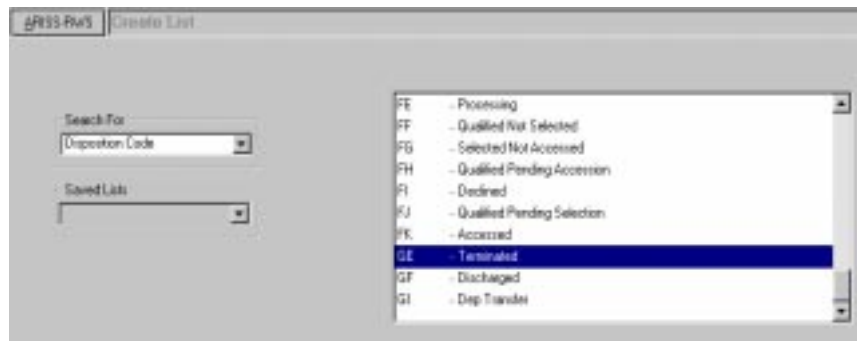 ARISS-RWS Create List
Search For
Disposition Code
Saved Lists
FE - Processing
FF - Qualified Not Selected
FG - Selected Not Accessed
FH - Qualified Pending Accession
FI - Declined
FJ - Qualified Pending Selection
FK - Accessed
GE - Terminated
GF - Discharged
GI - Dep Transfer